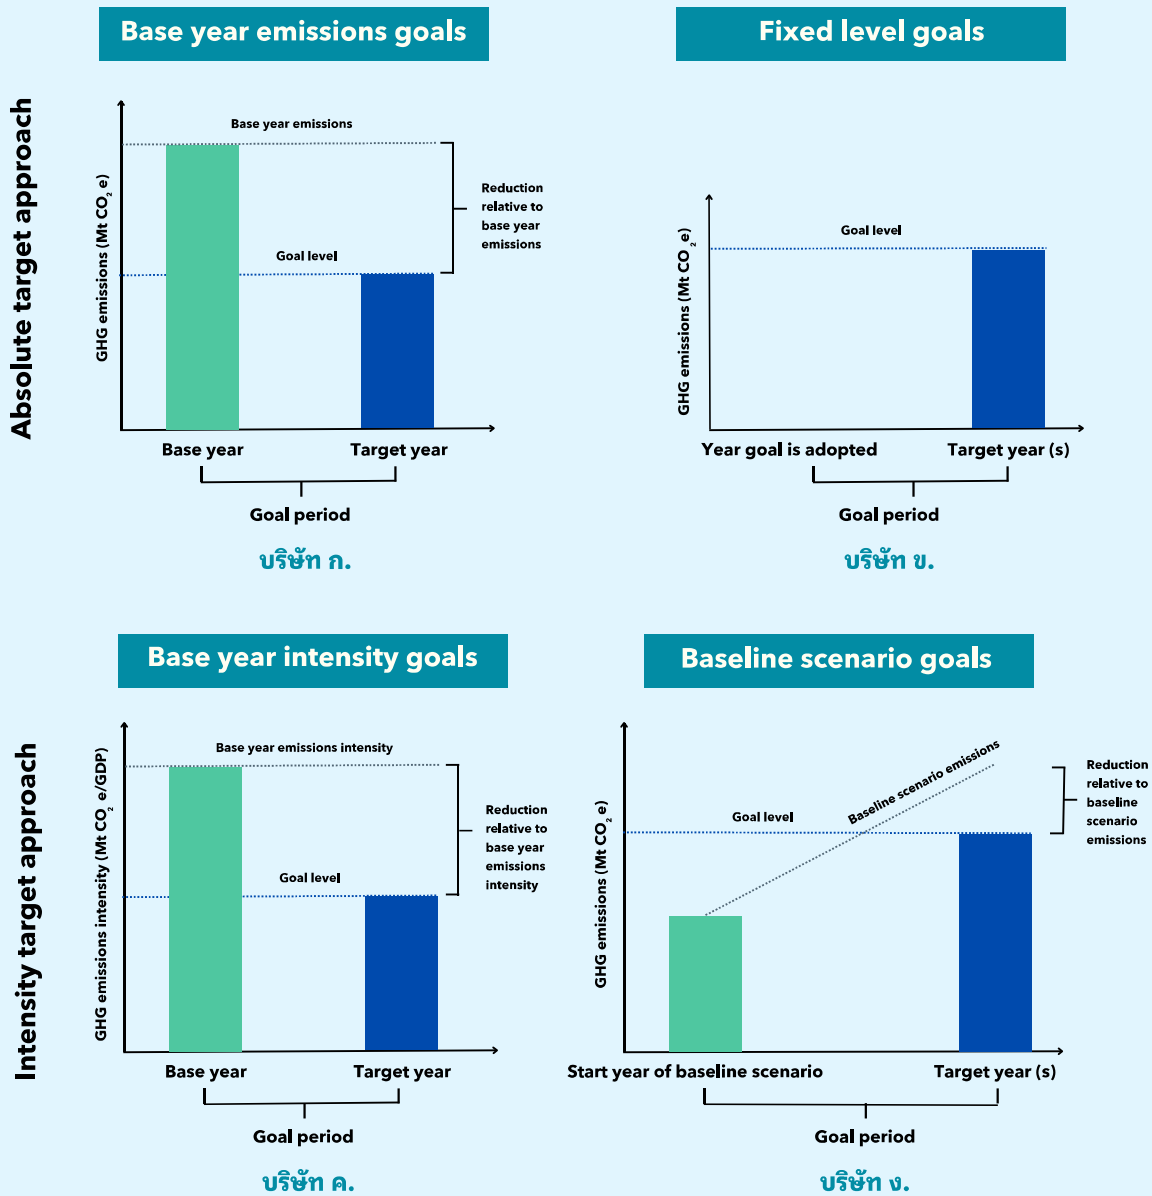 Base year emissions goals
Fixed level goals
Absolute target approach
GHG emissions (Mt CO₂ e)
Base year emissions
Goal level
Reduction
relative to
base year
emissions
Base year
Target year
Goal period
บริษัท ก.
GHG emissions (Mt CO₂ e)
Goal level
Year goal is adopted
Target year (s)
Goal period
บริษัท ข.
Base year intensity goals
Baseline scenario goals
Intensity target approach
GHG emissions intensity (Mt CO₂ e/GDP)
Base year emissions intensity
Goal level
Reduction
relative to
base year
emissions
intensity
Base year
Target year
Goal period
บริษัท ค.
GHG emissions (Mt CO₂ e)
Goal level
Baseline scenario emissions
Reduction
relative to
baseline
scenario
emissions
Start year of baseline scenario
Target year (s)
Goal period
บริษัท ง.